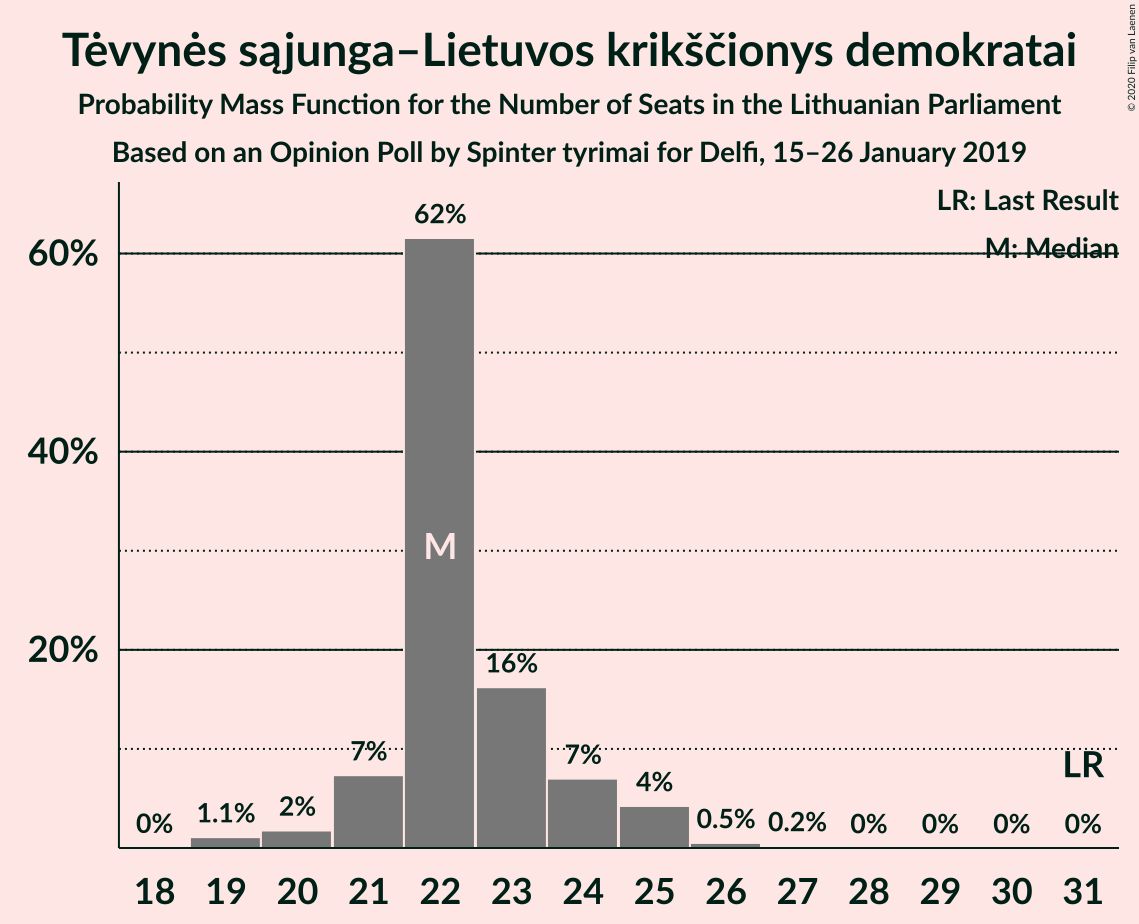 Tėvynės sąjunga–Lietuvos krikščionys demokratai
Probability Mass Function for the Number of Seats in the Lithuanian Parliament
Based on an Opinion Poll by Spinter tyrimai for Delfi, 15–26 January 2019
© 2020 Filip van Laenen
LR: Last Result
M: Median
60%
40%
20%
0%
1.1%
2%
7%
62%
M
16%
7%
4%
0.5%
0.2%
0%
0%
0%
0%
LR
18 19 20 21 22 23 24 25 26 27 28 29 30 31